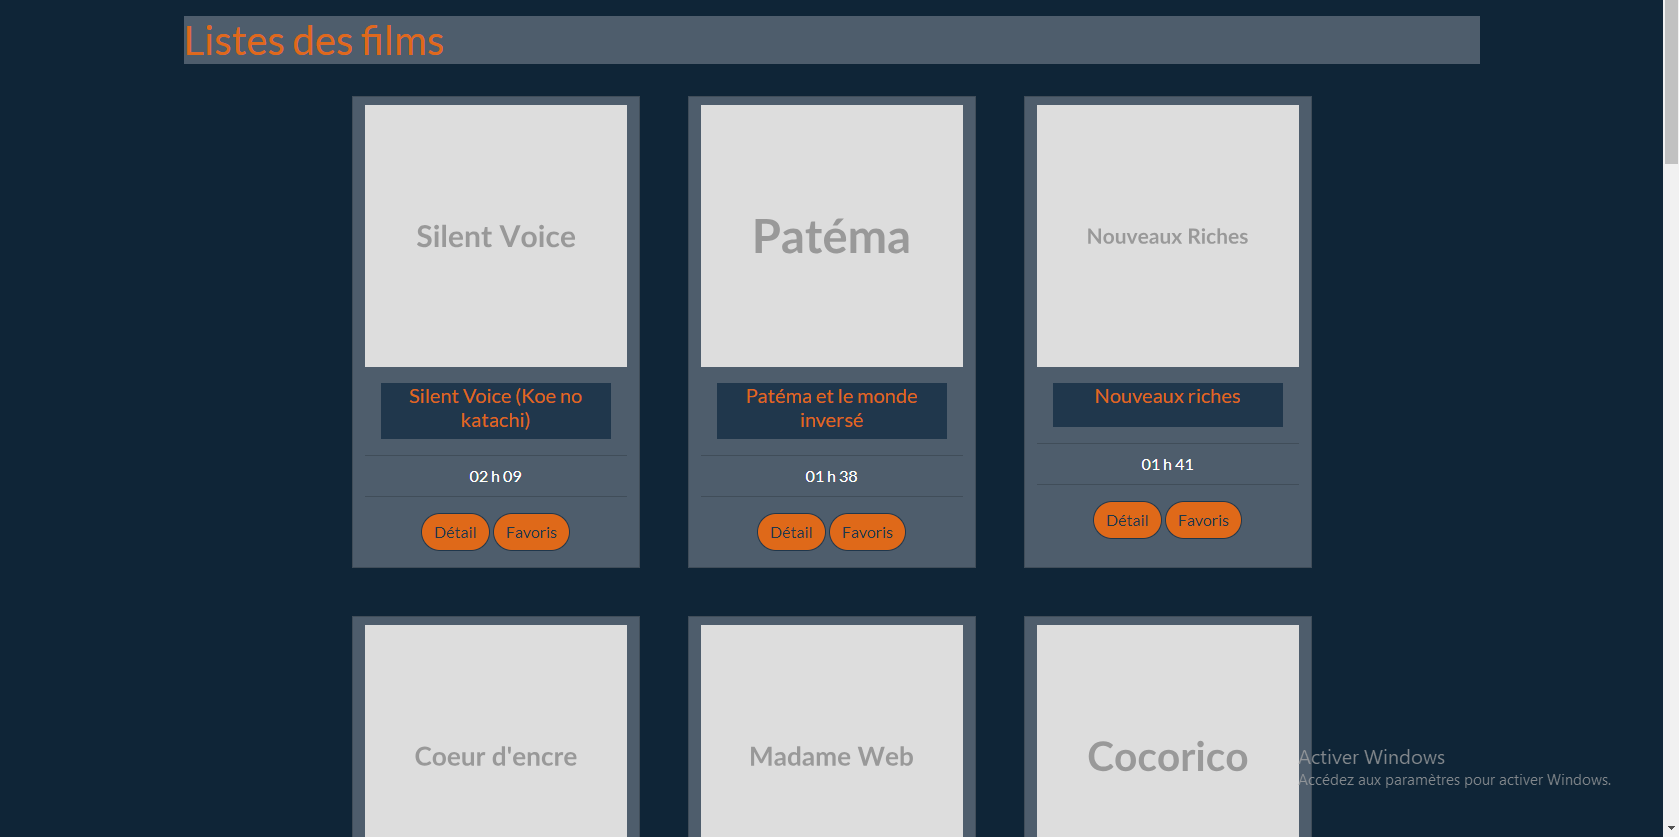 Listes des films
Silent Voice
Patéma
Nouveaux Riches
Silent Voice (Koe no
katachi)
Patéma et le monde
inversé
Nouveaux riches
02 h 09
01 h 38
01 h 41
Détail Favoris
Détail Favoris
Détail Favoris
Coeur d'encre
Madame Web
Cocorico
Activer Windows
Accédez aux paramètres pour activer Windows.